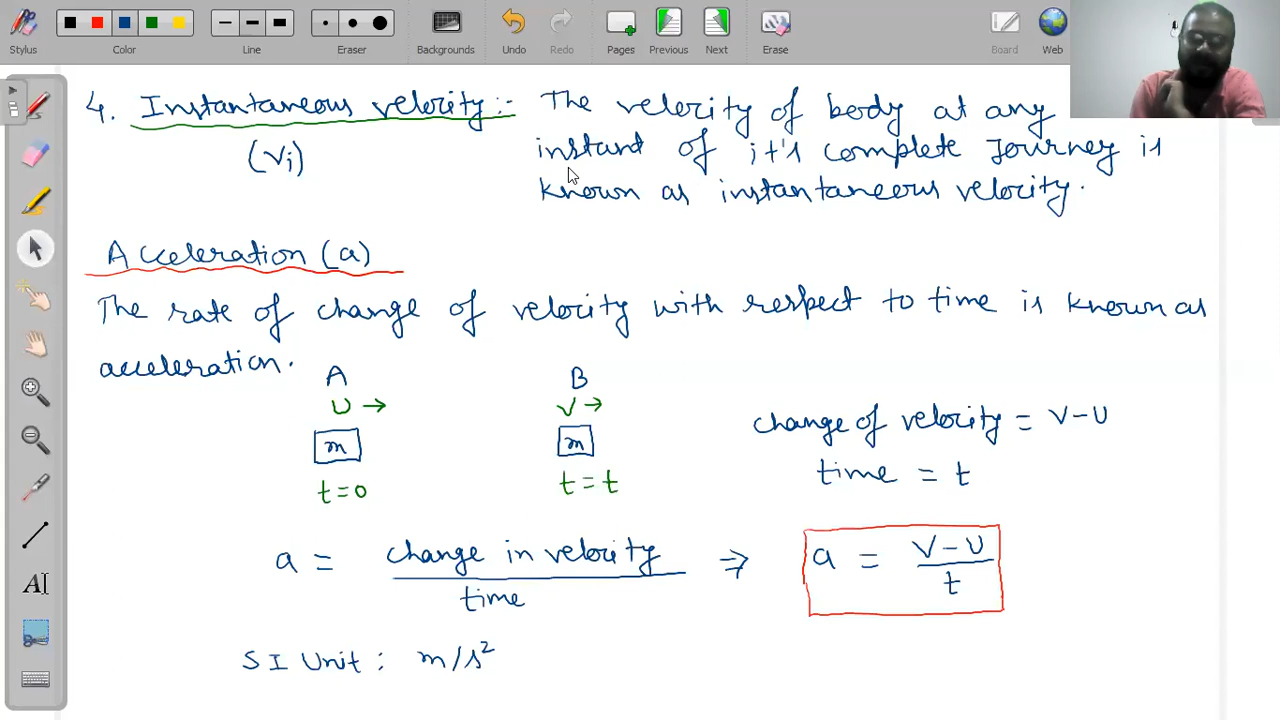 Stylus Color Line Eraser Backgrounds Undo Redo Pages Previous Next Erase Board Web
4. Instantaneous velocity :- The velocity of body at any
(Vi) instant of it's complete Journey is
known as instantaneous velocity.
Acceleration (a)
The rate of change of velocity with respect to time is known as
acceleration.
A B
U → V →
m m
t=0 t = t
change of velocity = V-U
time = t
a = change in velocity / time ⇒ a = V-U / t
SI Unit : m/s²